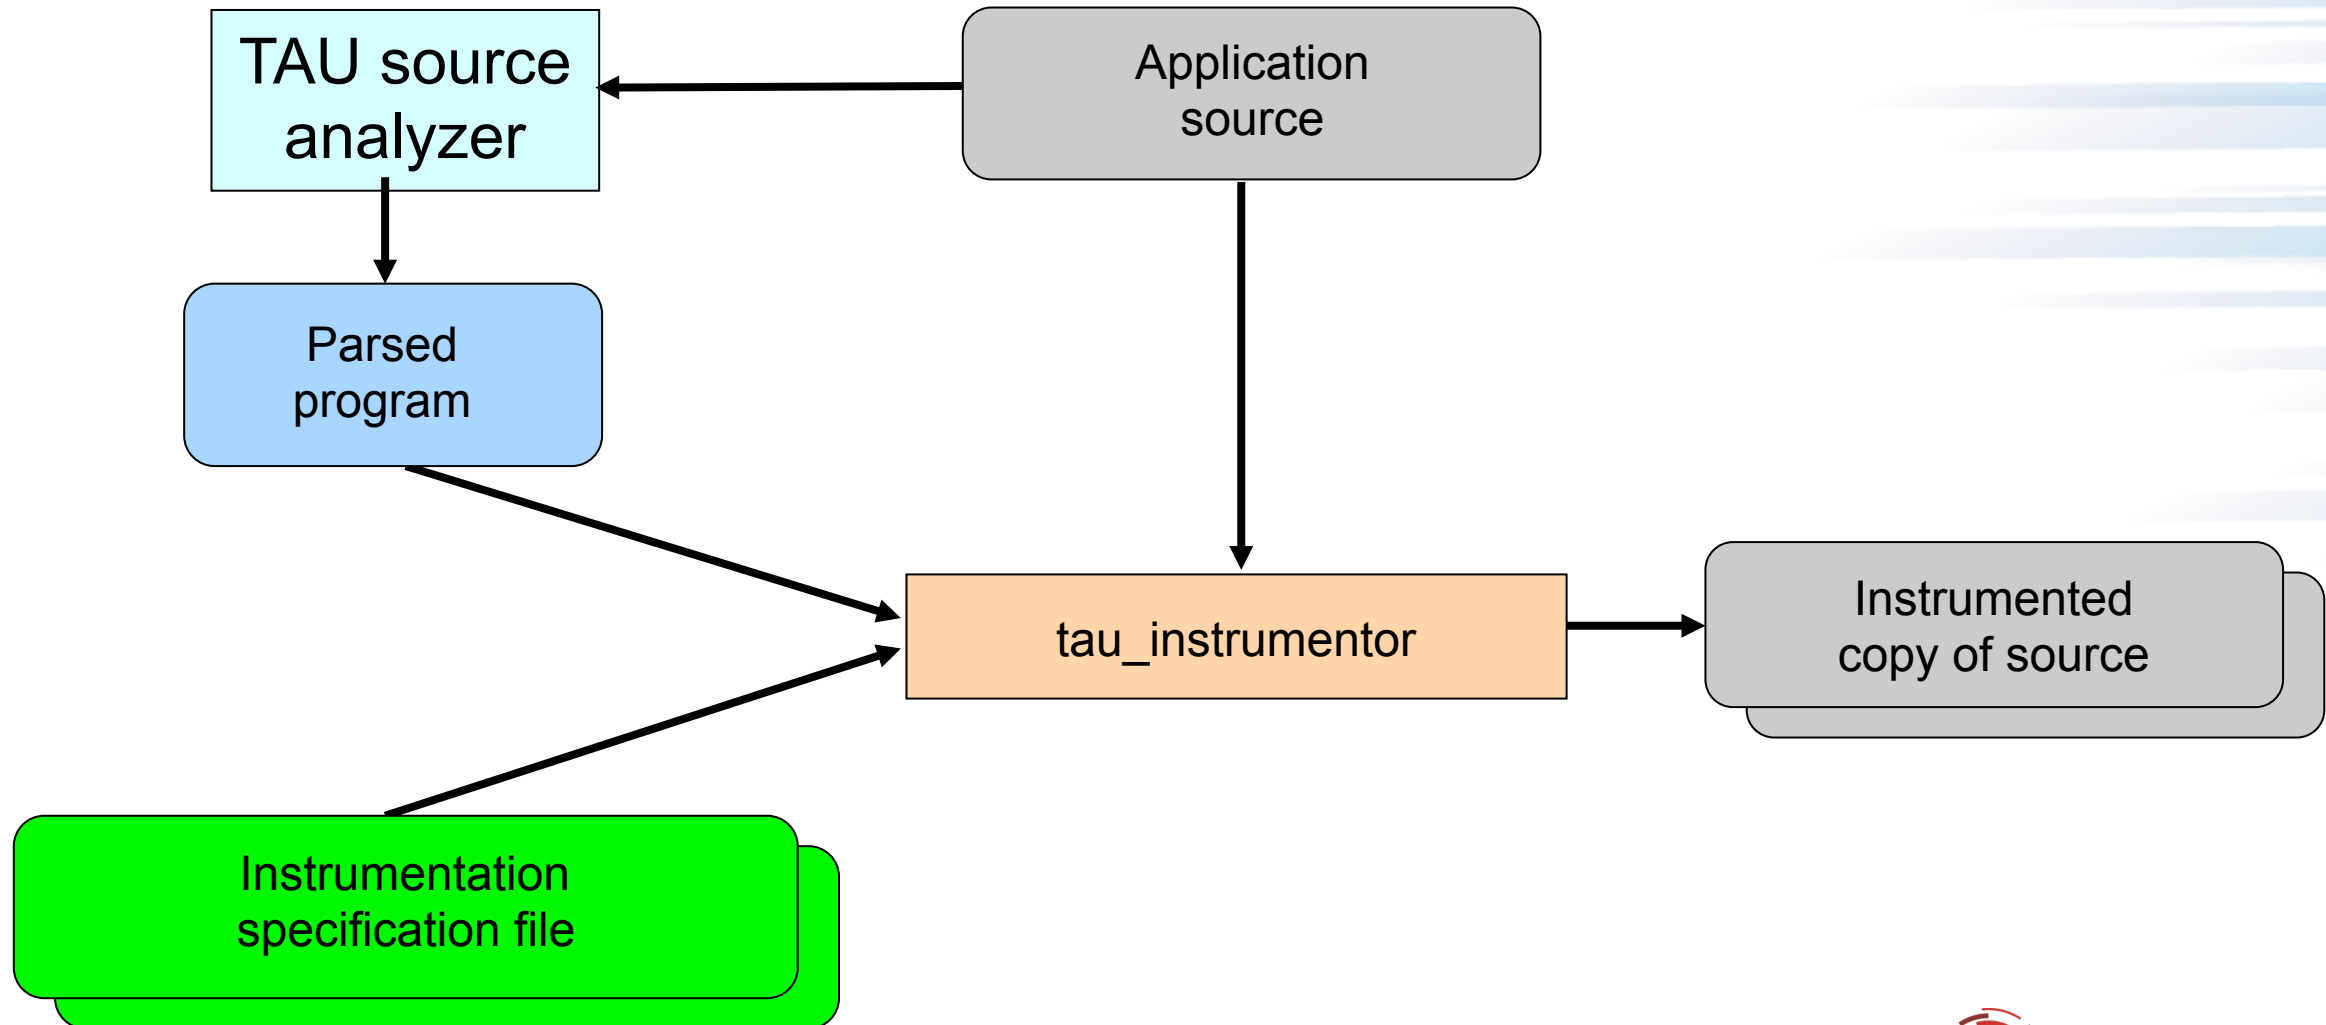 TAU source
analyzer
Application
source
Parsed
program
tau_instrumentor
Instrumented
copy of source
Instrumentation
specification file